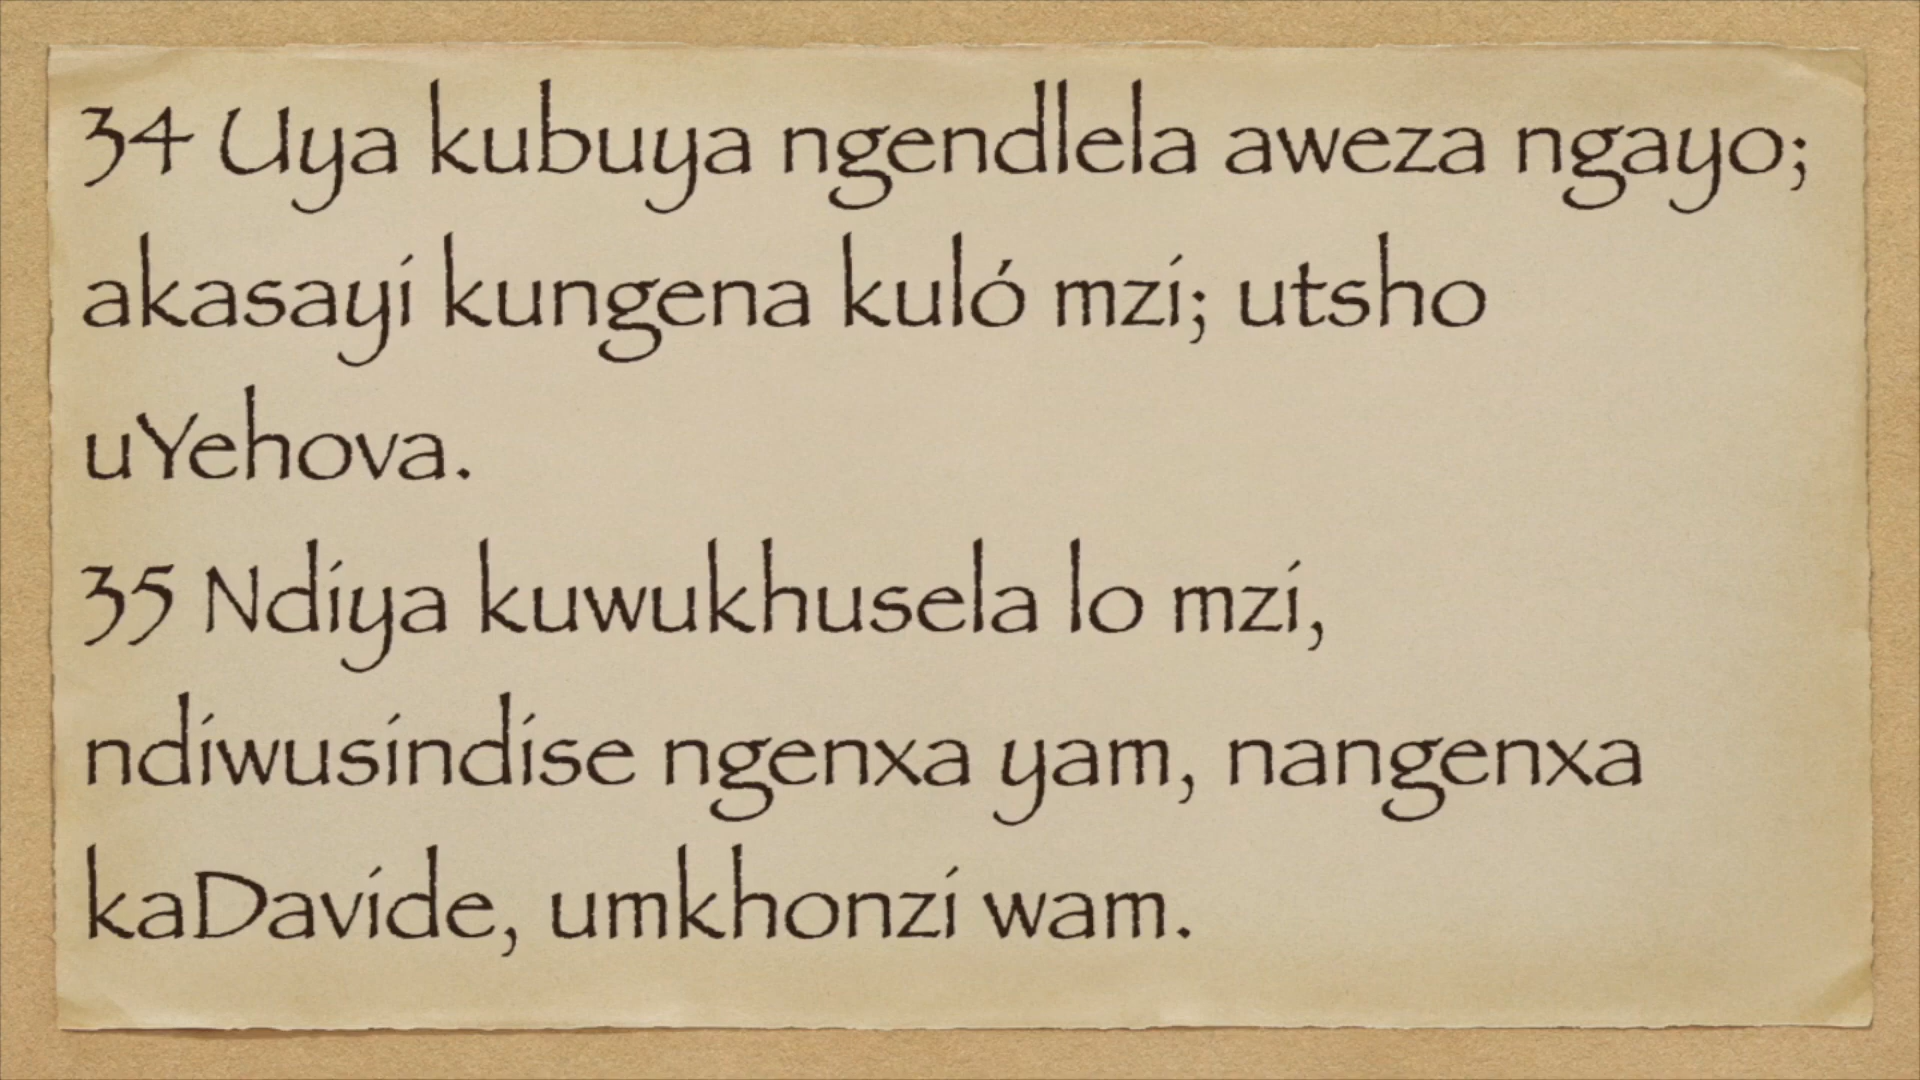 34 Uya kubuya ngendlela aweza ngayo;
akasayi kungena kuló mzi; utsho
uYehova.
35 Ndiya kuwukhusela lo mzi,
ndiwusindise ngenxa yam, nangenxa
kaDavide, umkhonzi wam.